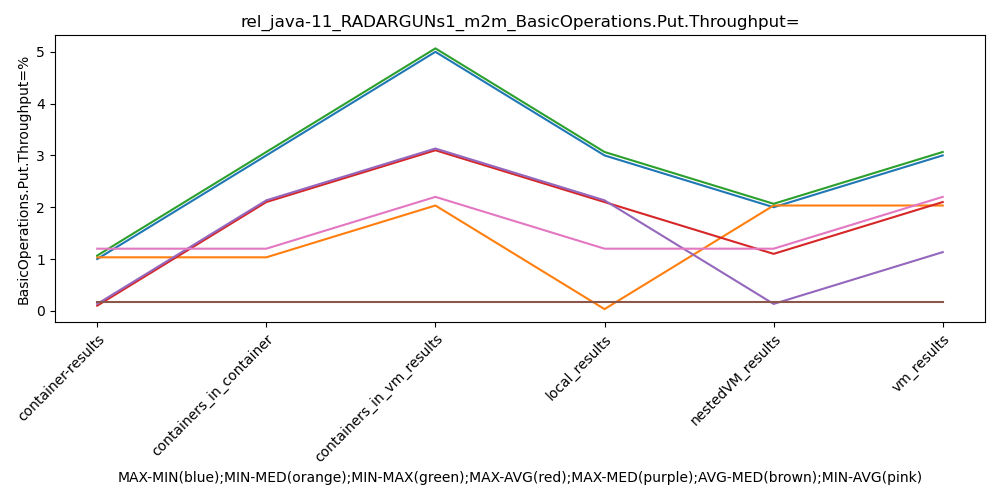 rel_java-11_RADARGUNs1_m2m_BasicOperations.Put.Throughput=
BasicOperations.Put.Throughput=%
5
4
3
2
1
0
container-results
containers_in_container
containers_in_vm_results
local_results
nestedVM_results
vm_results
MAX-MIN(blue);MIN-MED(orange);MIN-MAX(green);MAX-AVG(red);MAX-MED(purple);AVG-MED(brown);MIN-AVG(pink)